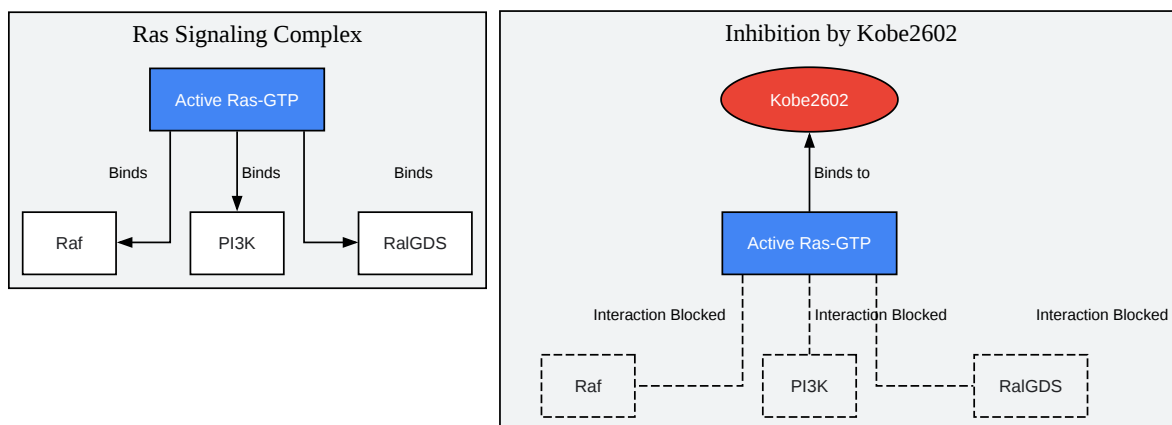 Ras Signaling Complex
Active Ras-GTP
Binds
Binds
Binds
Raf
PI3K
RalGDS
Inhibition by Kobe2602
Kobe2602
Binds to
Active Ras-GTP
Interaction Blocked
Interaction Blocked
Interaction Blocked
Raf
PI3K
RalGDS